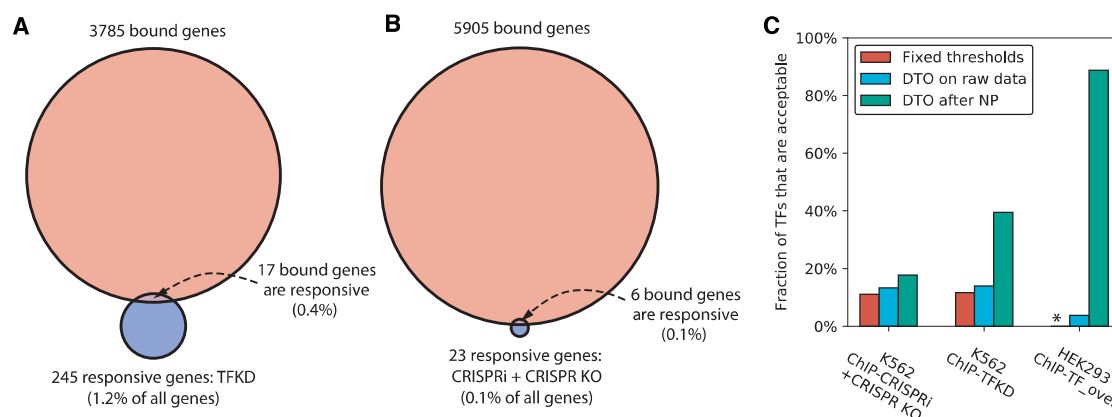 A
3785 bound genes
17 bound genes
are responsive
(0.4%)
245 responsive genes: TFKD
(1.2% of all genes)
B
5905 bound genes
6 bound genes
are responsive
(0.1%)
23 responsive genes:
CRISPRi + CRISPR KO
(0.1% of all genes)
C
Fraction of TFs that are acceptable
100%
80%
60%
40%
20%
0%
Fixed thresholds
DTO on raw data
DTO after NP
*
K562
ChIP-CRISPRi
+CRISPR KO
K562
ChIP-TFKD
HEK293
ChIP-TF_ove